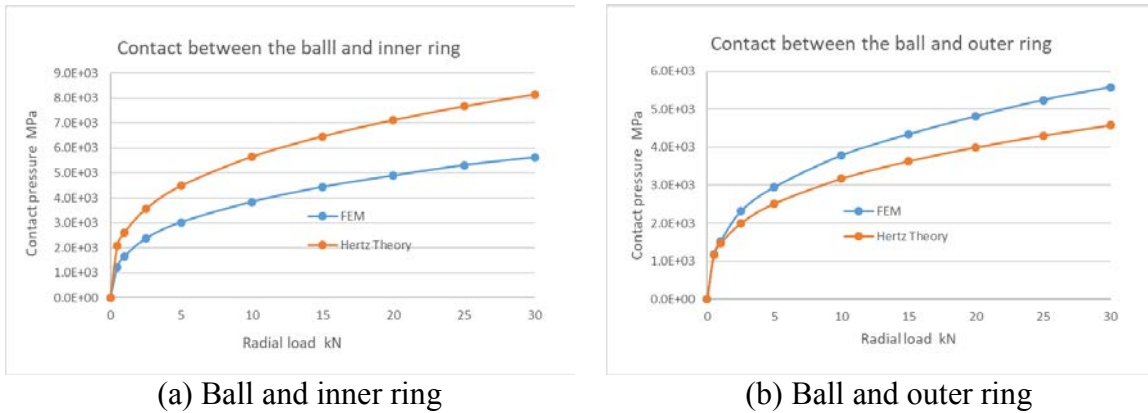 Contact between the balll and inner ring
Contact pressure MPa
9.0E+03
8.0E+03
7.0E+03
6.0E+03
5.0E+03
4.0E+03
3.0E+03
2.0E+03
1.0E+03
0.0E+00
FEM
Hertz Theory
0 5 10 15 20 25 30
Radial load kN
(a) Ball and inner ring
Contact between the ball and outer ring
Contact pressure MPa
6.0E+03
5.0E+03
4.0E+03
3.0E+03
2.0E+03
1.0E+03
0.0E+00
FEM
Hertz Theory
0 5 10 15 20 25 30
Radial load kN
(b) Ball and outer ring